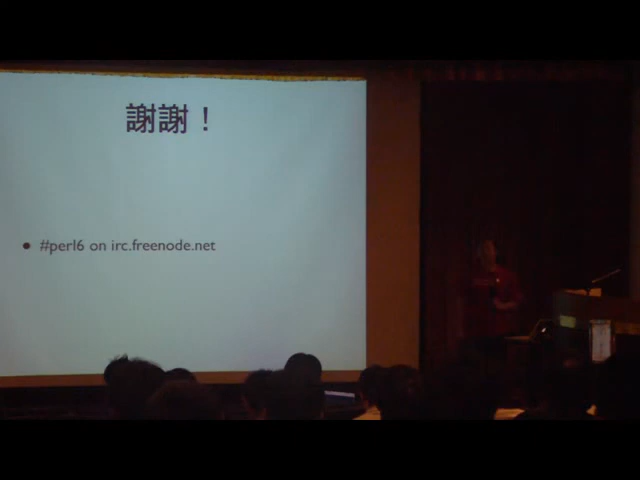 謝謝！
• #perl6 on irc.freenode.net